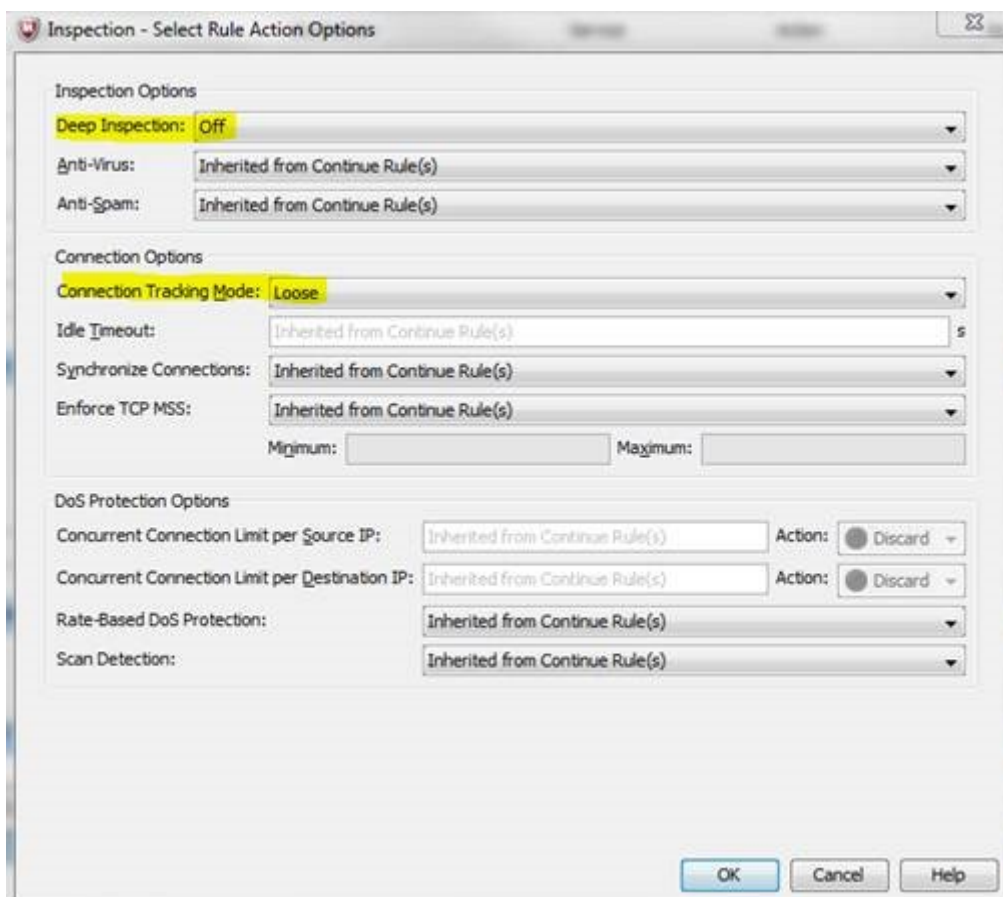 Inspection - Select Rule Action Options
Inspection Options
Deep Inspection: Off
Anti-Virus: Inherited from Continue Rule(s)
Anti-Spam: Inherited from Continue Rule(s)
Connection Options
Connection Tracking Mode: Loose
Idle Timeout: Inherited from Continue Rule(s) s
Synchronize Connections: Inherited from Continue Rule(s)
Enforce TCP MSS: Inherited from Continue Rule(s)
Minimum: Maximum:
DoS Protection Options
Concurrent Connection Limit per Source IP: Inherited from Continue Rule(s) Action: Discard
Concurrent Connection Limit per Destination IP: Inherited from Continue Rule(s) Action: Discard
Rate-Based DoS Protection: Inherited from Continue Rule(s)
Scan Detection: Inherited from Continue Rule(s)
OK Cancel Help